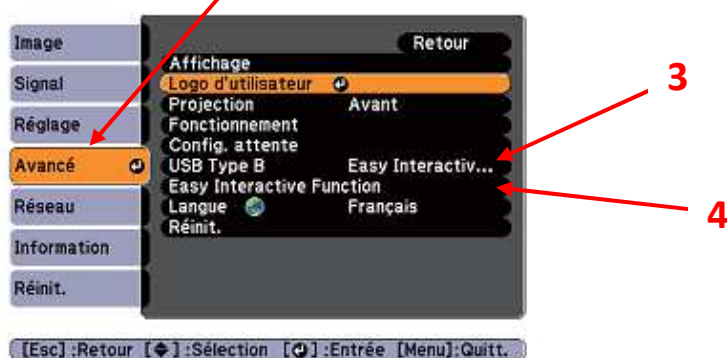 Image
Signal
Réglage
Avancé
Réseau
Information
Réinit.
Retour
Affichage
Logo d'utilisateur
Projection Avant
Fonctionnement
Config. attente
USB Type B Easy Interactiv...
Easy Interactive Function
Langue Français
Réinit.
3
4
[Esc] :Retour [◆] :Sélection [⏎] :Entrée [Menu]:Quitt.